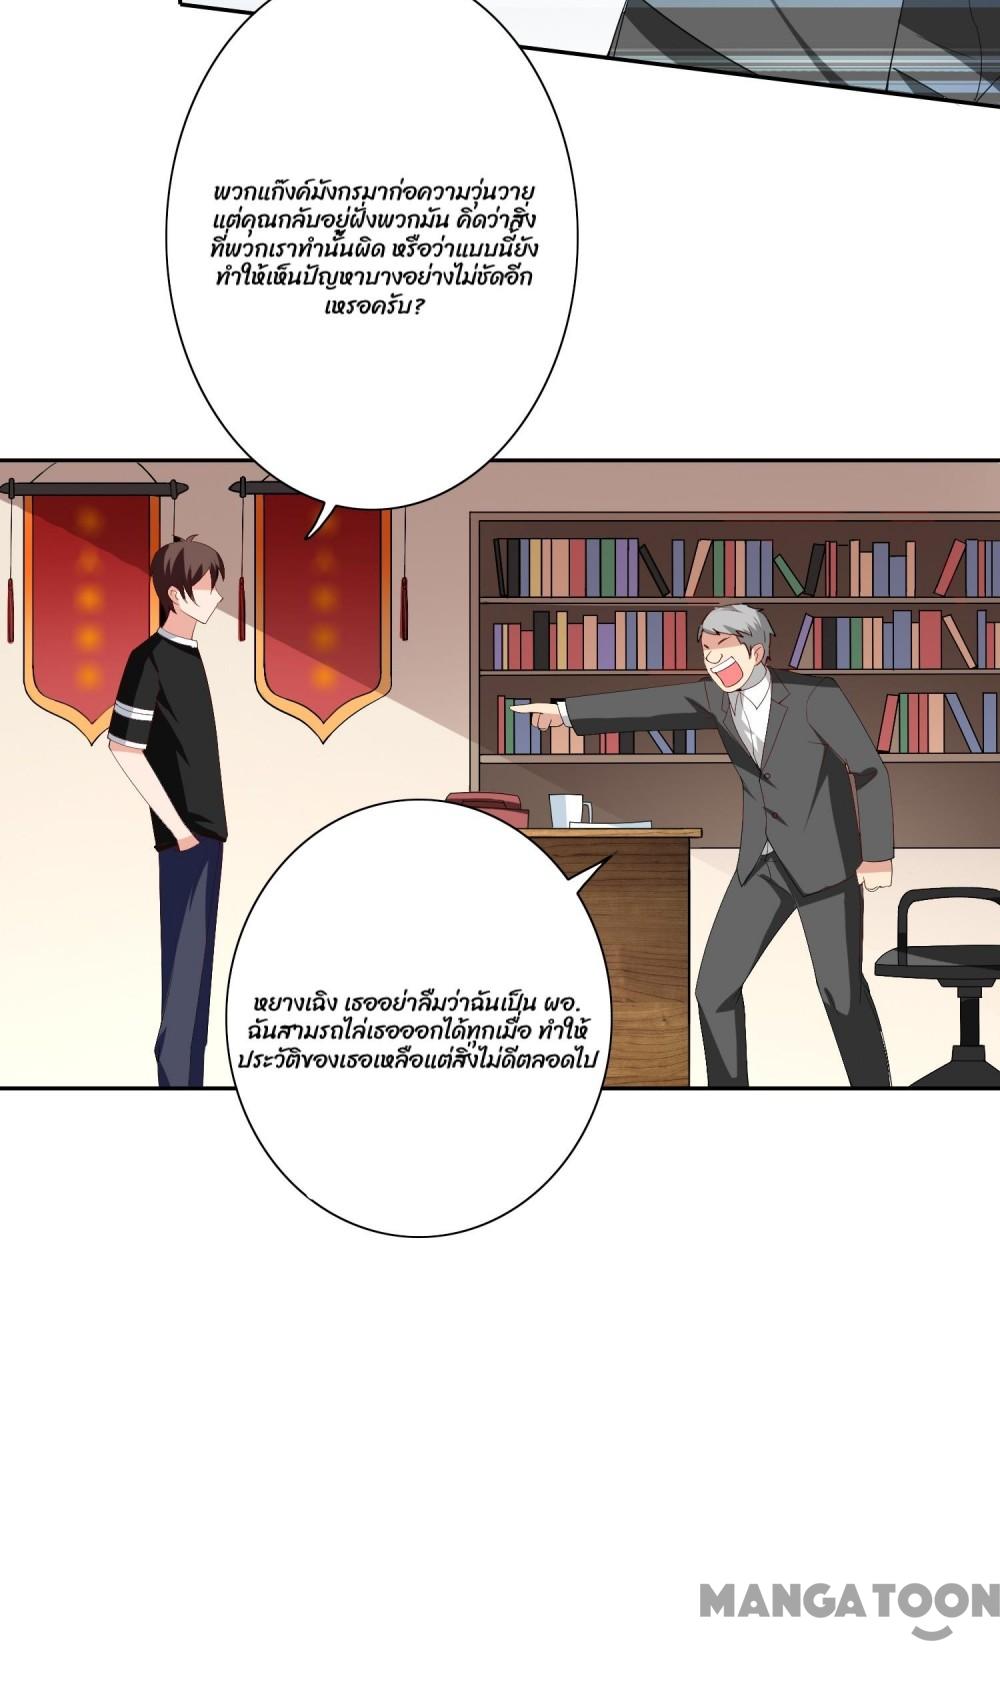 พวกแก๊งค์มังกรมาก่อความวุ่นวาย
แต่คุณกลับอยู่ฝั่งพวกมัน คิดว่าสิ่ง
ที่พวกเราทำนั้นผิด หรือว่าแบบนี้ยัง
ทำให้เห็นปัญหาบางอย่างไม่ชัดอีก
เหรอครับ?
หยางเฉิง เธออย่าลืมว่าฉันเป็น ผอ.
ฉันสามรถไล่เธอออกได้ทุกเมื่อ ทำให้
ประวัติของเธอเหลือแต่สิ่งไม่ดีตลอดไป
MANGATOON